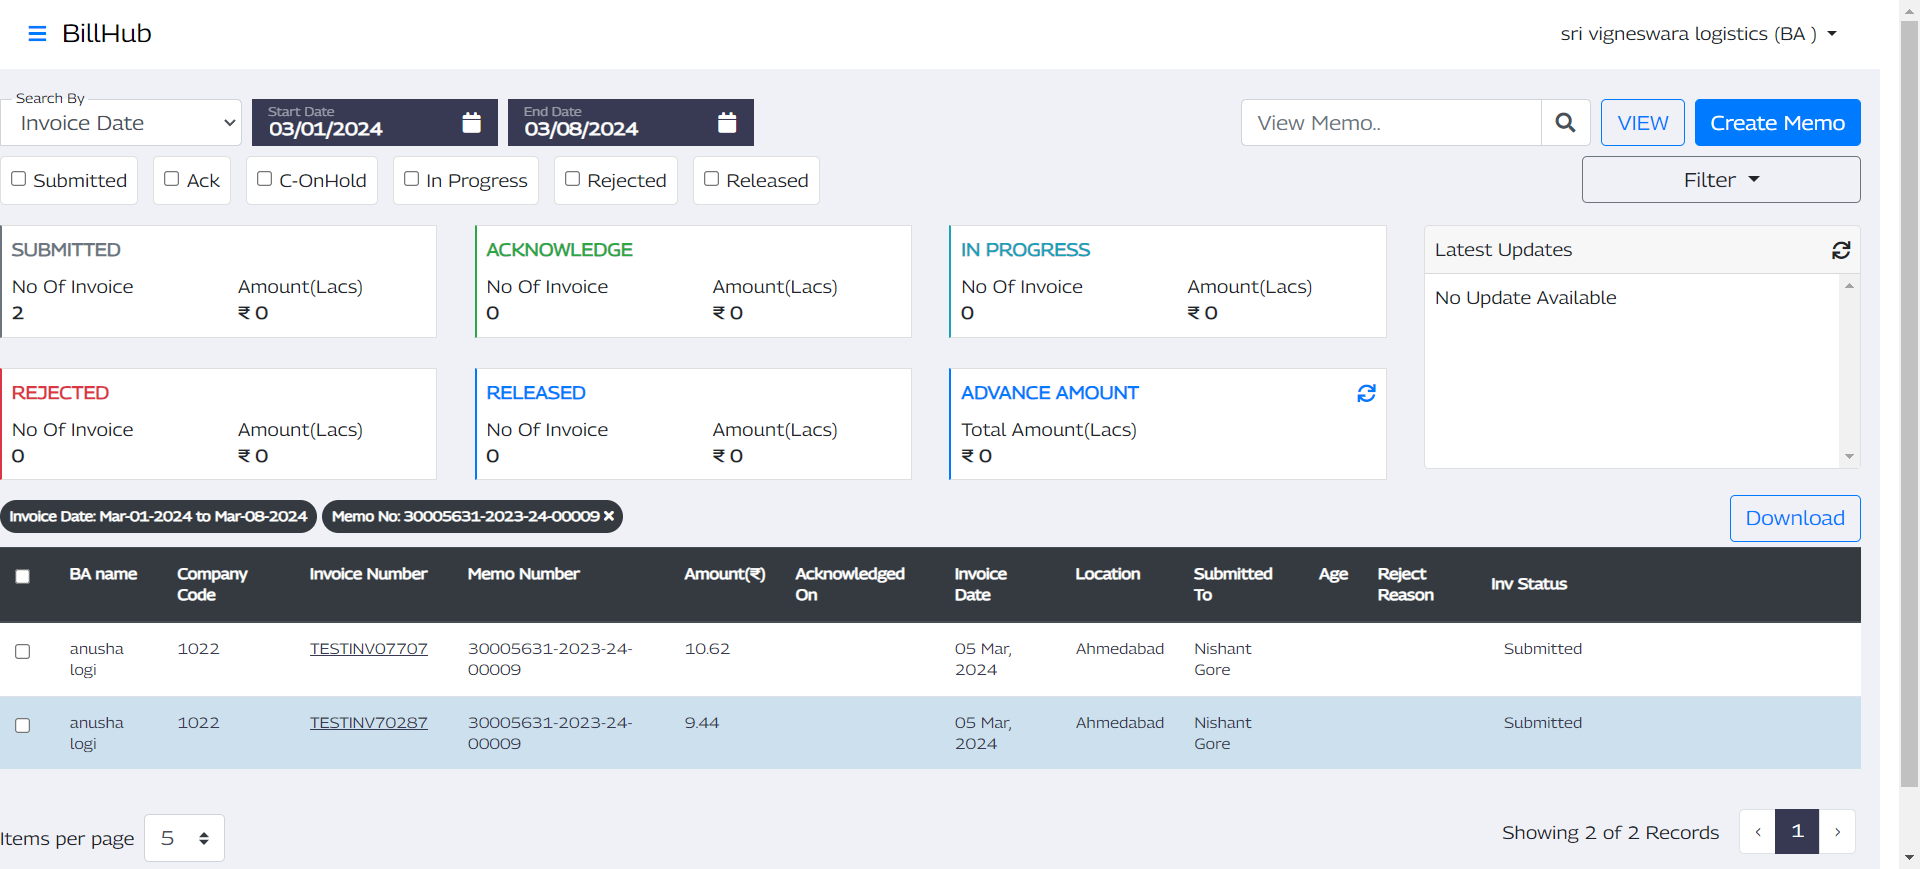 BillHub
sri vigneswara logistics (BA )
Search By
Invoice Date
Start Date
03/01/2024
End Date
03/08/2024
View Memo..
VIEW
Create Memo
Submitted
Ack
C-OnHold
In Progress
Rejected
Released
Filter
SUBMITTED
No Of Invoice Amount(Lacs)
2 ₹ 0
ACKNOWLEDGE
No Of Invoice Amount(Lacs)
0 ₹ 0
IN PROGRESS
No Of Invoice Amount(Lacs)
0 ₹ 0
Latest Updates
No Update Available
REJECTED
No Of Invoice Amount(Lacs)
0 ₹ 0
RELEASED
No Of Invoice Amount(Lacs)
0 ₹ 0
ADVANCE AMOUNT
Total Amount(Lacs)
₹ 0
Invoice Date: Mar-01-2024 to Mar-08-2024
Memo No: 30005631-2023-24-00009 ×
Download
BA name
Company
Code
Invoice Number
Memo Number
Amount(₹)
Acknowledged
On
Invoice
Date
Location
Submitted
To
Age
Reject
Reason
Inv Status
anusha
logi
1022
TESTINV07707
30005631-2023-24-
00009
10.62
05 Mar,
2024
Ahmedabad
Nishant
Gore
Submitted
anusha
logi
1022
TESTINV70287
30005631-2023-24-
00009
9.44
05 Mar,
2024
Ahmedabad
Nishant
Gore
Submitted
Items per page 5
Showing 2 of 2 Records
‹ 1 ›